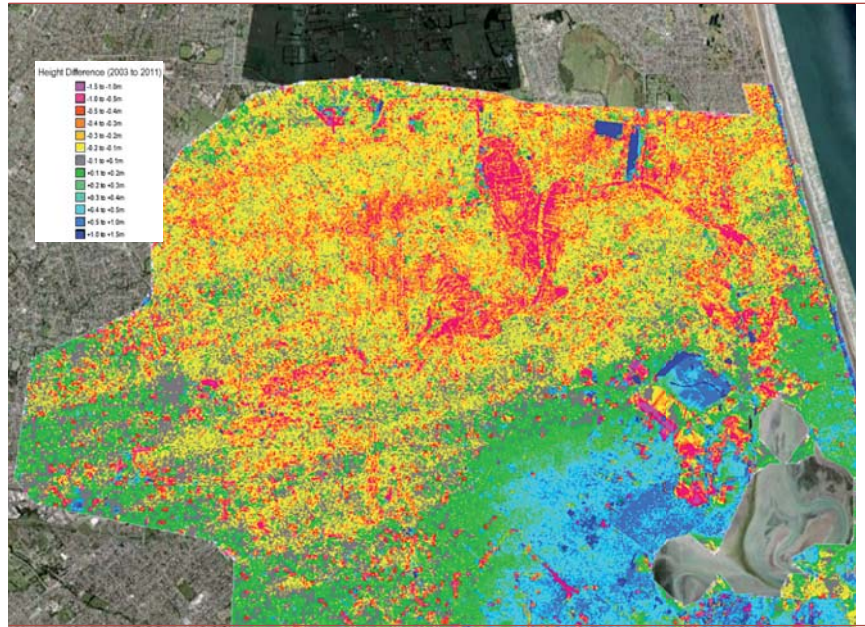 Height Difference (2003 to 2011)
-1.5 to -1.0m
-1.0 to -0.5m
-0.5 to -0.4m
-0.4 to -0.3m
-0.3 to -0.2m
-0.2 to -0.1m
-0.1 to +0.1m
+0.1 to +0.2m
+0.2 to +0.3m
+0.3 to +0.4m
+0.4 to +0.5m
+0.5 to +1.0m
+1.0 to +1.5m